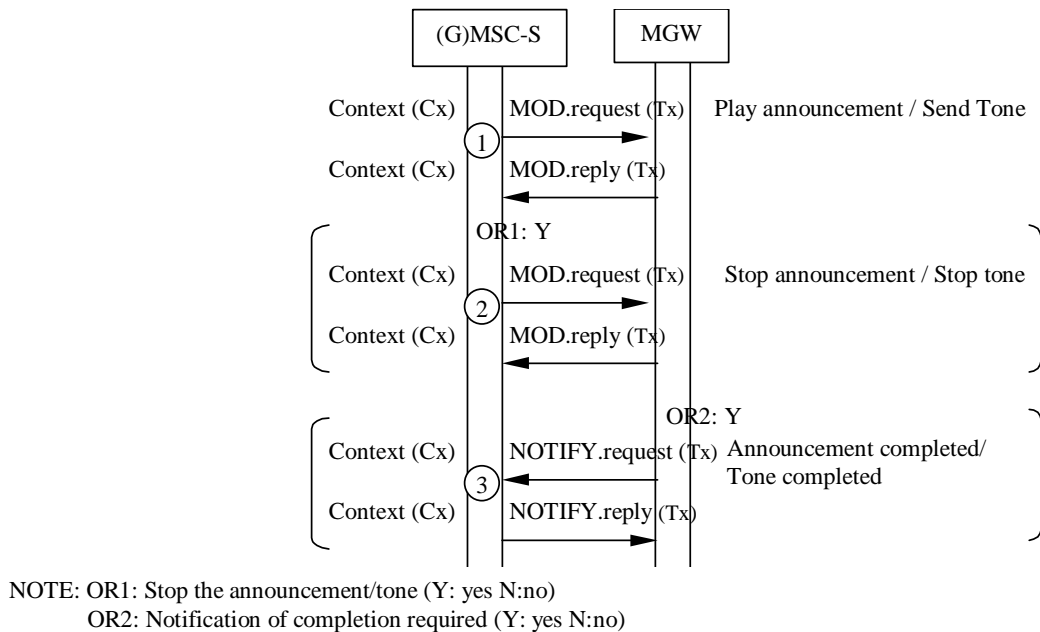 (G)MSC-S MGW
Context (Cx) MOD.request (Tx) Play announcement / Send Tone
1
Context (Cx) MOD.reply (Tx)
OR1: Y
Context (Cx) MOD.request (Tx) Stop announcement / Stop tone
2
Context (Cx) MOD.reply (Tx)
OR2: Y
Context (Cx) NOTIFY.request (Tx) Announcement completed/
Tone completed
3
Context (Cx) NOTIFY.reply (Tx)
NOTE: OR1: Stop the announcement/tone (Y: yes N:no)
OR2: Notification of completion required (Y: yes N:no)